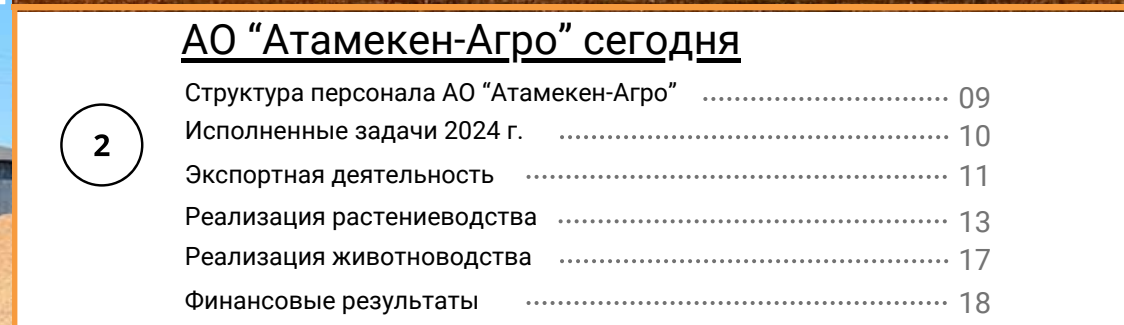 АО “Атамекен-Агро” сегодня
Структура персонала АО “Атамекен-Агро” ........................ 09
2
Исполненные задачи 2024 г. ........................ 10
Экспортная деятельность ........................ 11
Реализация растениеводства ........................ 13
Реализация животноводства ........................ 17
Финансовые результаты ........................ 18